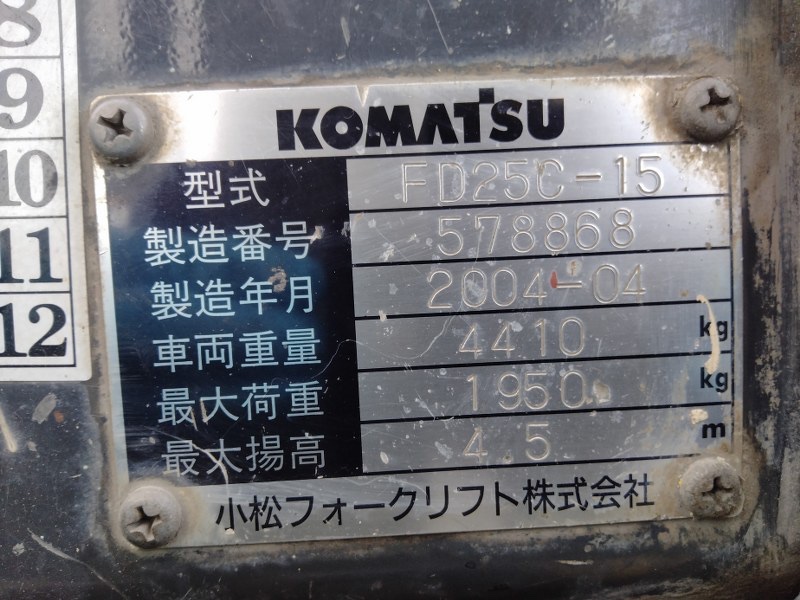 8
9
10
11
12
KOMATSU
型式 FD25C-15
製造番号 578868
製造年月 2004-04
車両重量 4410 kg
最大荷重 1950 kg
最大揚高 4.5 m
小松フォークリフト株式会社